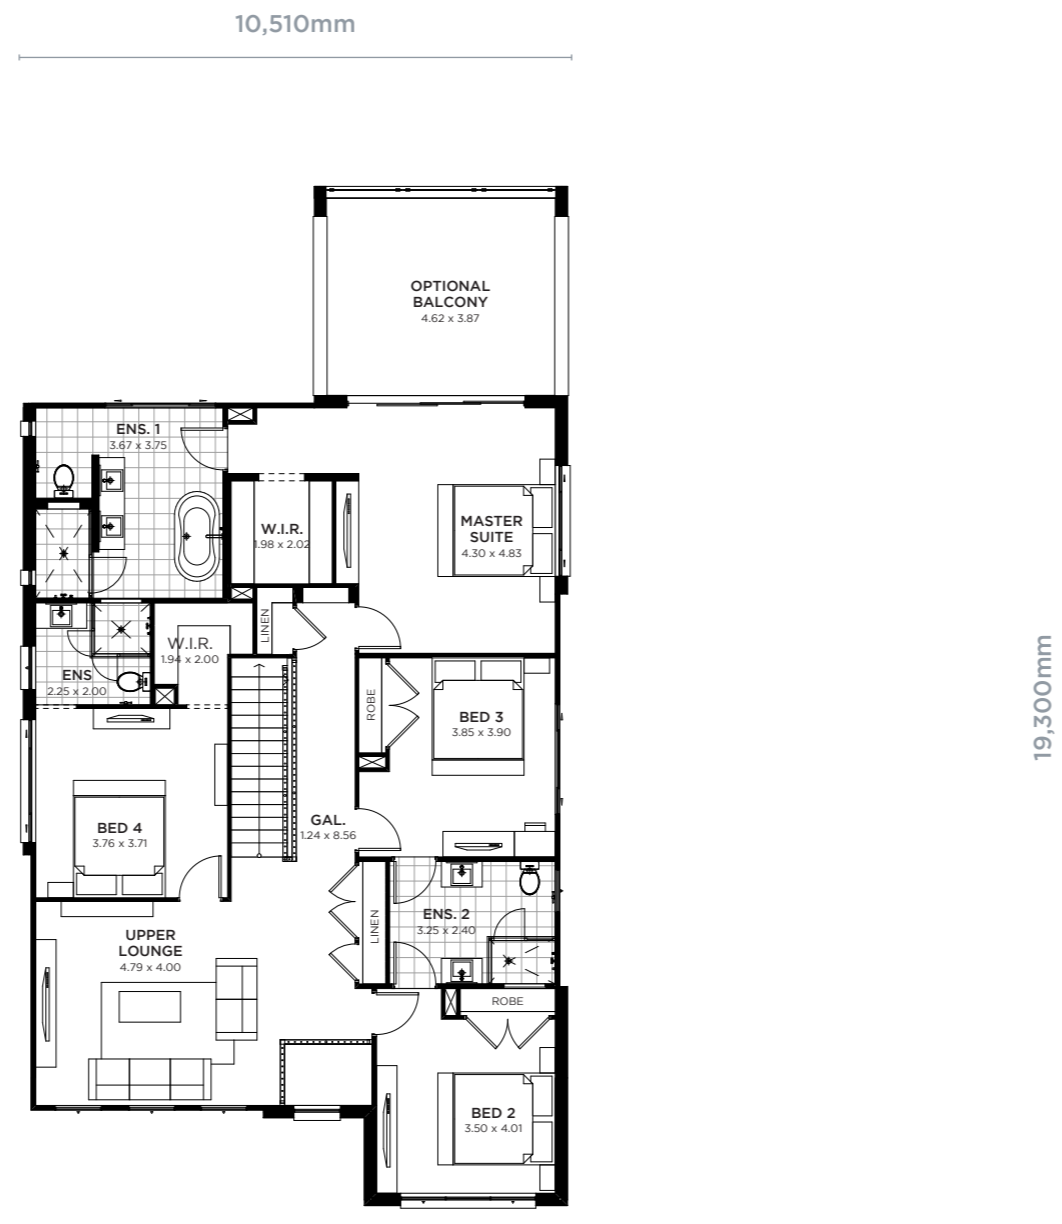 10,510mm
OPTIONAL
BALCONY
4.62 x 3.87
ENS. 1
3.67 x 3.75
W.I.R.
1.98 x 2.02
MASTER
SUITE
4.30 x 4.83
LINEN
W.I.R.
1.94 x 2.00
ENS
2.25 x 2.00
ROBE
BED 3
3.85 x 3.90
19,300mm
GAL.
1.24 x 8.56
BED 4
3.76 x 3.71
LINEN
ENS. 2
3.25 x 2.40
UPPER
LOUNGE
4.79 x 4.00
ROBE
BED 2
3.50 x 4.01